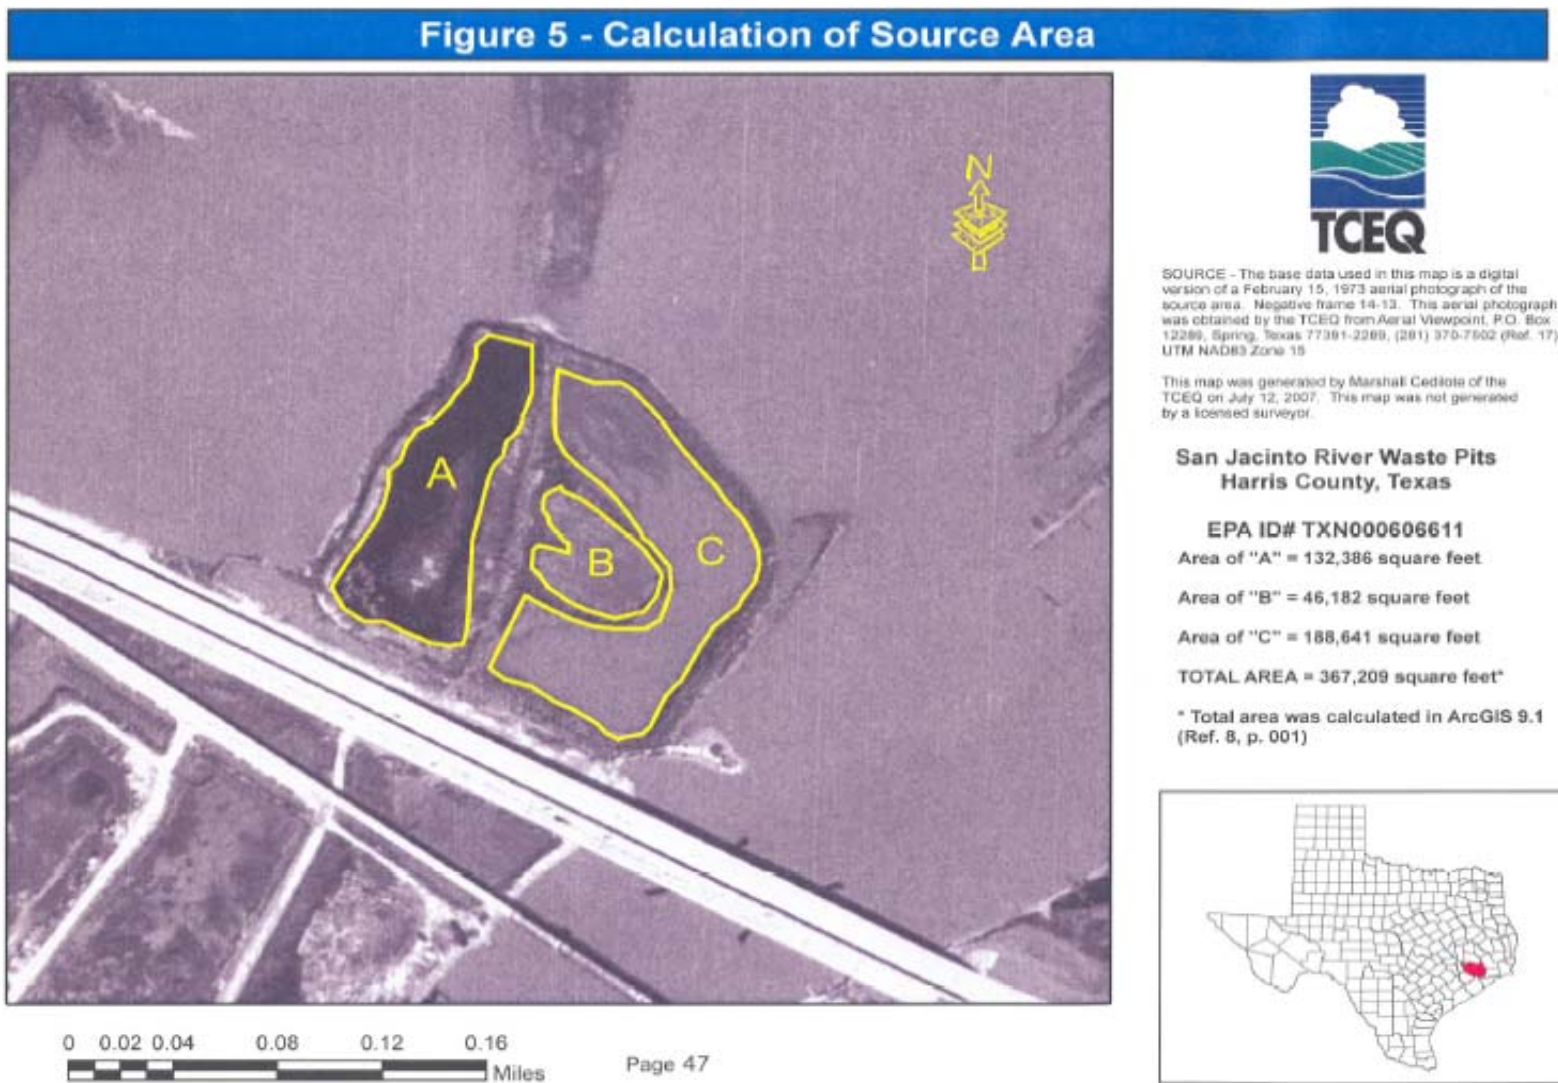 Figure 5 - Calculation of Source Area
N
A
B
C
TCEQ
SOURCE - The base data used in this map is a digital
version of a February 15, 1973 aerial photograph of the
source area. Negative frame 14-13. This aerial photograph
was obtained by the TCEQ from Aerial Viewpoint, P.O. Box
Spring, Texas (Ref. 17)
UTM NAD83 Zone 15
This map was generated by Marshall Cedilote of the
TCEQ on July 12, 2007. This map was not generated
by a licensed surveyor.
San Jacinto River Waste Pits
Harris County, Texas
EPA ID# TXN000606611
Area of "A" = 132,386 square feet
Area of "B" = 46,182 square feet
Area of "C" = 188,641 square feet
TOTAL AREA = 367,209 square feet*
* Total area was calculated in ArcGIS 9.1
(Ref. 8, p. 001)
0 0.02 0.04 0.08 0.12 0.16
Miles
Page 47